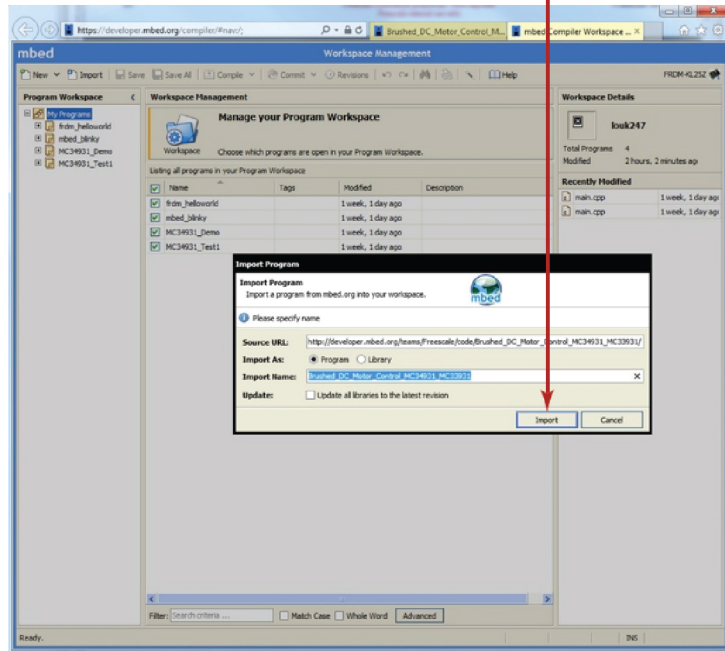 https://developer.mbed.org/compiler/#nav:/;
Brushed_DC_Motor_Control_M...
mbed Compiler Workspace ...
mbed
Workspace Management
New
Import
Save
Save All
Compile
Commit
Revisions
Help
FRDM-KL25Z
Program Workspace
My Programs
frdm_helloworld
mbed_blinky
MC34931_Demo
MC34931_Test1
Workspace Management
Manage your Program Workspace
Workspace
Choose which programs are open in your Program Workspace.
Listing all programs in your Program Workspace
Name Tags Modified Description
frdm_helloworld 1 week, 1 day ago
mbed_blinky 1 week, 1 day ago
MC34931_Demo 1 week, 1 day ago
MC34931_Test1 1 week, 1 day ago
Import Program
Import Program
Import a program from mbed.org into your workspace.
mbed
Please specify name
Source URL: http://developer.mbed.org/teams/Freescale/code/Brushed_DC_Motor_Control_MC34931_MC33931/
Import As: Program Library
Import Name: Brushed_DC_Motor_Control_MC34931_MC33931
Update: Update all libraries to the latest revision
Import Cancel
Filter: Search criteria ... Match Case Whole Word Advanced
Workspace Details
louk247
Total Programs 4
Modified 2 hours, 2 minutes ago
Recently Modified
main.cpp 1 week, 1 day ago
main.cpp 1 week, 1 day ago
Ready.
INS